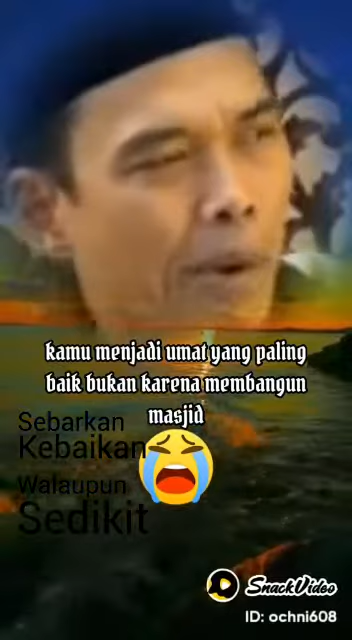 kamu menjadi umat yang paling
baik bukan karena membangun
masjid
Sebarkan
Kebaikan
Walaupun
Sedikit
SnackVideo
ID: ochni608